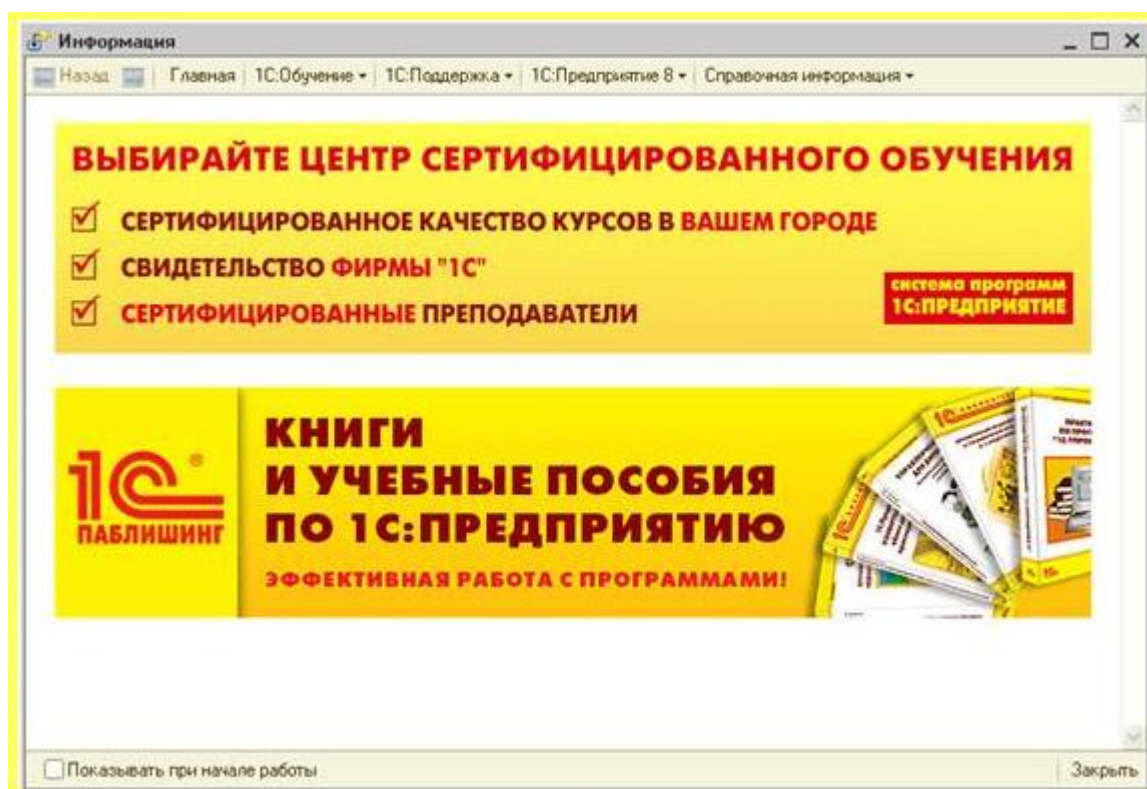 Информация
Назад Главная 1С:Обучение 1С:Поддержка 1С:Предприятие 8 Справочная информация
ВЫБИРАЙТЕ ЦЕНТР СЕРТИФИЦИРОВАННОГО ОБУЧЕНИЯ
СЕРТИФИЦИРОВАННОЕ КАЧЕСТВО КУРСОВ В ВАШЕМ ГОРОДЕ
СВИДЕТЕЛЬСТВО ФИРМЫ "1С"
СЕРТИФИЦИРОВАННЫЕ ПРЕПОДАВАТЕЛИ
система программ
1С:ПРЕДПРИЯТИЕ
1С®
ПАБЛИШИНГ
КНИГИ
И УЧЕБНЫЕ ПОСОБИЯ
ПО 1С:ПРЕДПРИЯТИЮ
ЭФФЕКТИВНАЯ РАБОТА С ПРОГРАММАМИ!
Показывать при начале работы
Закрыть